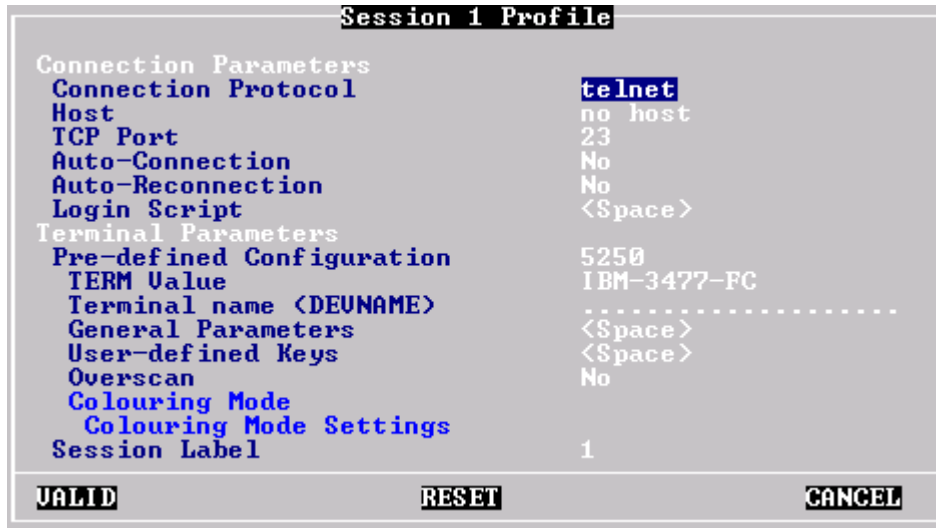 Session 1 Profile
Connection Parameters
Connection Protocol telnet
Host no host
TCP Port 23
Auto-Connection No
Auto-Reconnection No
Login Script <Space>
Terminal Parameters
Pre-defined Configuration 5250
TERM Value IBM-3477-FC
Terminal name (DEVNAME) ....................
General Parameters <Space>
User-defined Keys <Space>
Overscan No
Colouring Mode
Colouring Mode Settings
Session Label 1
VALID RESET CANCEL